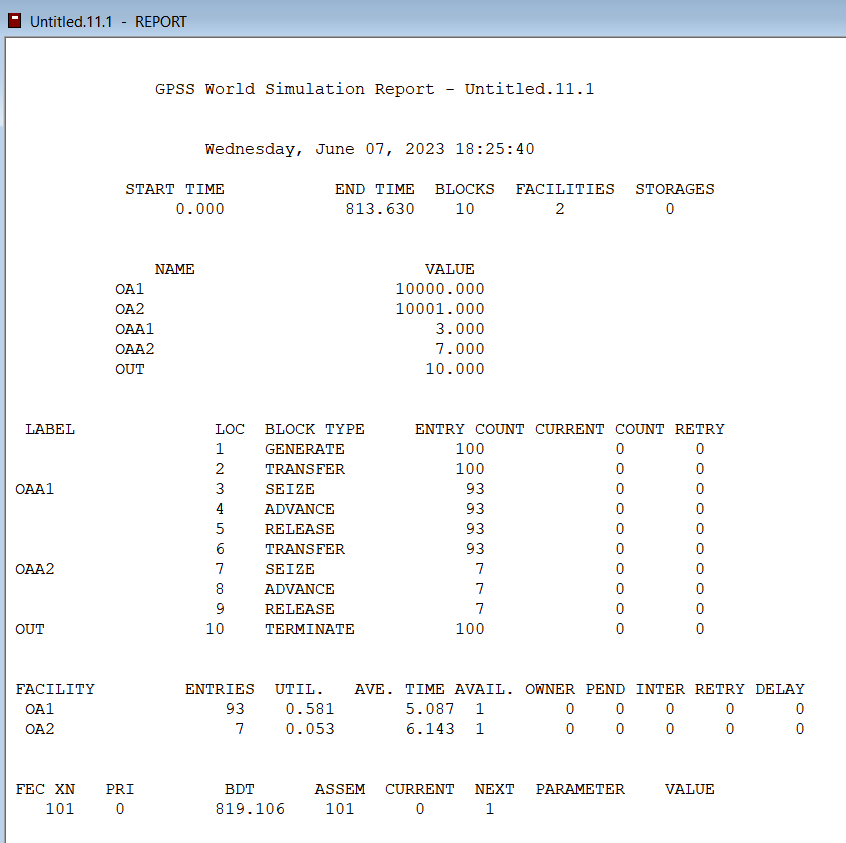 Untitled.11.1 - REPORT
GPSS World Simulation Report - Untitled.11.1
Wednesday, June 07, 2023 18:25:40
START TIME END TIME BLOCKS FACILITIES STORAGES
0.000 813.630 10 2 0
NAME VALUE
OA1 10000.000
OA2 10001.000
OAA1 3.000
OAA2 7.000
OUT 10.000
LABEL LOC BLOCK TYPE ENTRY COUNT CURRENT COUNT RETRY
1 GENERATE 100 0 0
2 TRANSFER 100 0 0
OAA1 3 SEIZE 93 0 0
4 ADVANCE 93 0 0
5 RELEASE 93 0 0
6 TRANSFER 93 0 0
OAA2 7 SEIZE 7 0 0
8 ADVANCE 7 0 0
9 RELEASE 7 0 0
OUT 10 TERMINATE 100 0 0
FACILITY ENTRIES UTIL. AVE. TIME AVAIL. OWNER PEND INTER RETRY DELAY
OA1 93 0.581 5.087 1 0 0 0 0 0
OA2 7 0.053 6.143 1 0 0 0 0 0
FEC XN PRI BDT ASSEM CURRENT NEXT PARAMETER VALUE
101 0 819.106 101 0 1